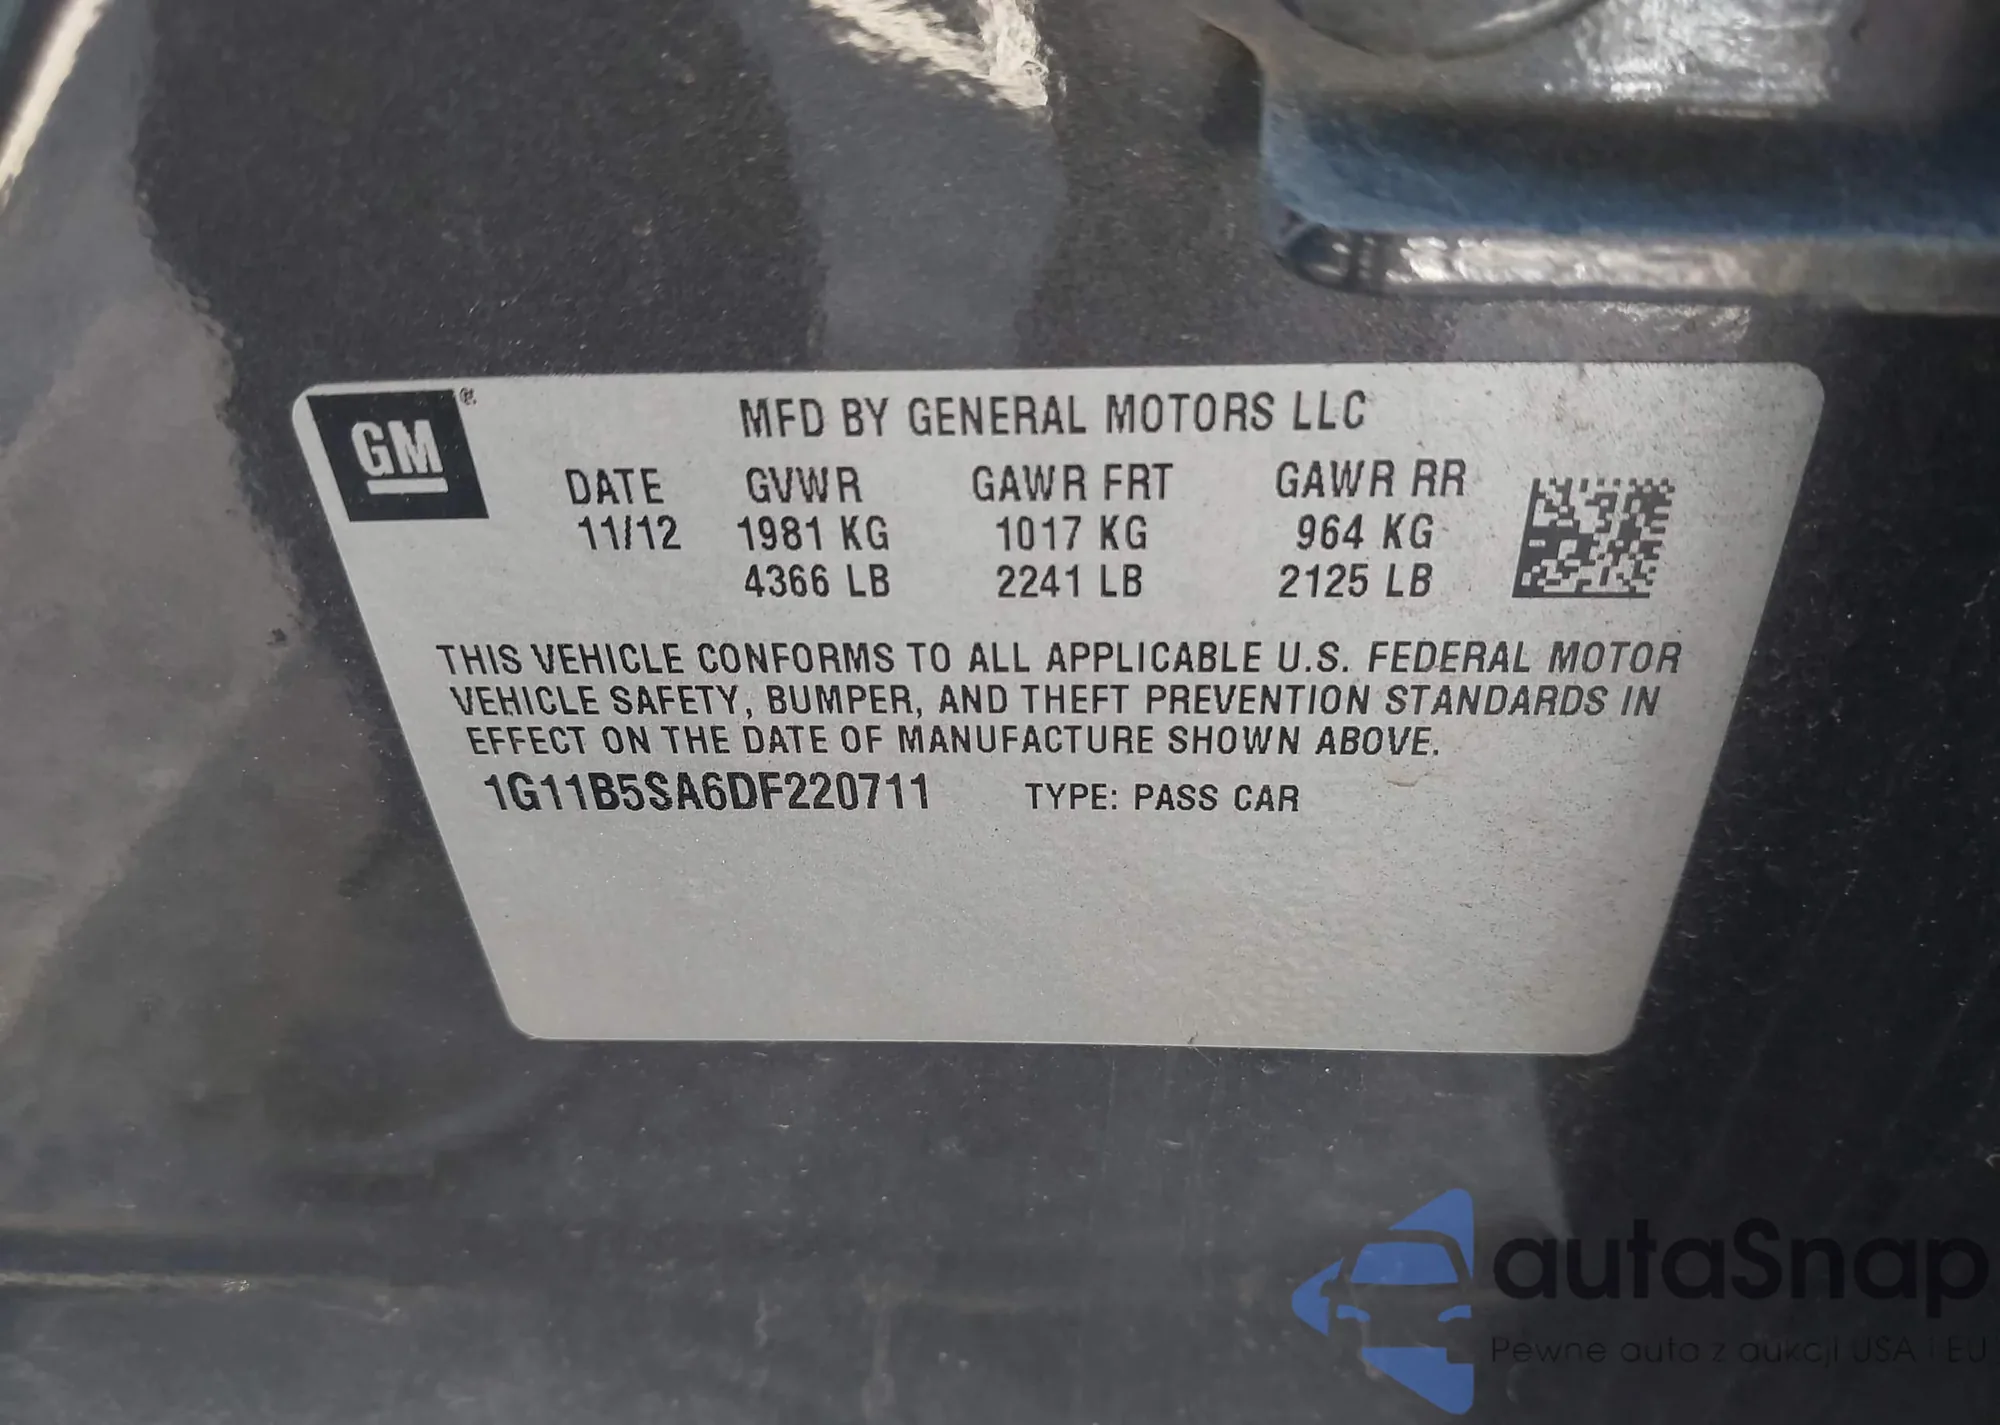 GM ®
MFD BY GENERAL MOTORS LLC
DATE GVWR GAWR FRT GAWR RR
11/12 1981 KG 1017 KG 964 KG
4366 LB 2241 LB 2125 LB
THIS VEHICLE CONFORMS TO ALL APPLICABLE U.S. FEDERAL MOTOR
VEHICLE SAFETY, BUMPER, AND THEFT PREVENTION STANDARDS IN
EFFECT ON THE DATE OF MANUFACTURE SHOWN ABOVE.
1G11B5SA6DF220711 TYPE: PASS CAR
autaSnap
Pewne auto z aukcji USA i EU